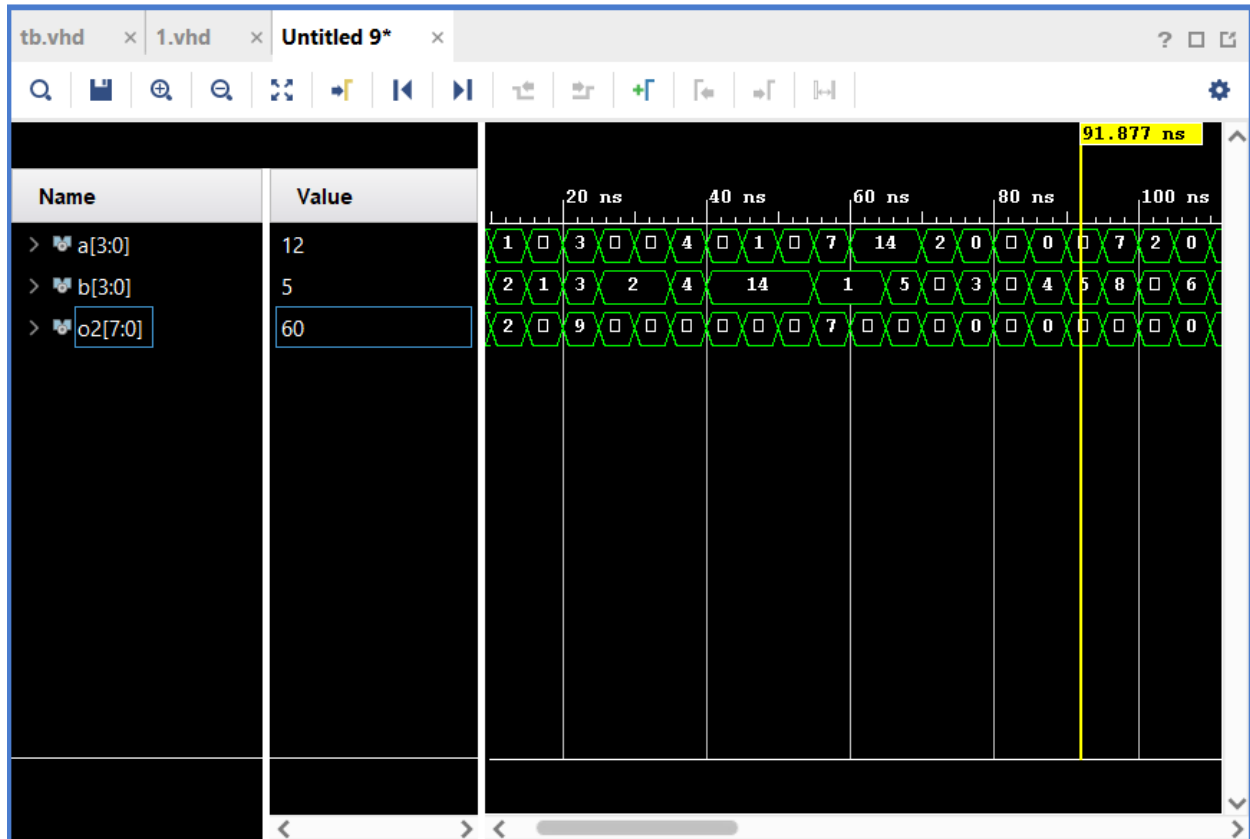 tb.vhd × 1.vhd × Untitled 9* ×
?
91.877 ns
Name Value 20 ns 40 ns 60 ns 80 ns 100 ns
a[3:0] 12 1 3 4 1 7 14 2 0 0 7 2 0
b[3:0] 5 2 1 3 2 4 14 1 5 3 4 8 6
o2[7:0] 60 2 9 7 0 0 0